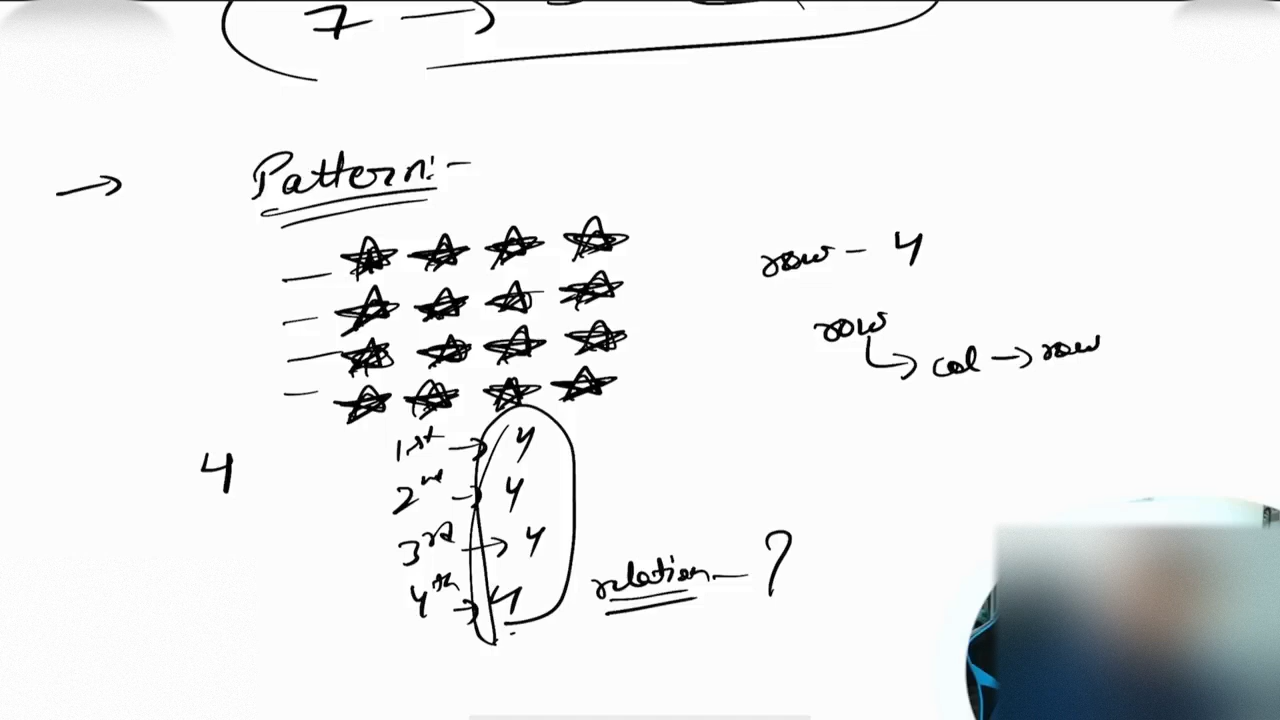 7 →
→ Pattern:-
row - 4
row
↳ col → row
1st → 4
4
2nd → 4
3rd → 4
4th → 4
relation - ?